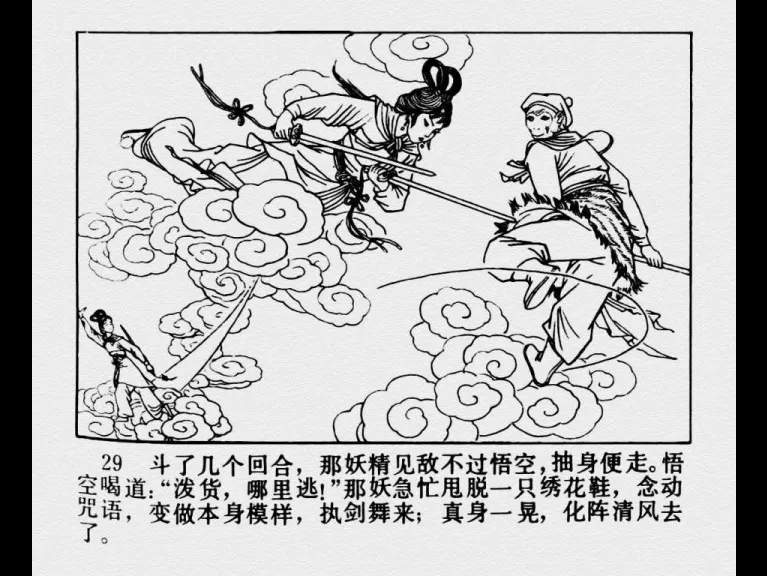 29 斗了几个回合，那妖精见敌不过悟空，抽身便走。悟
空喝道：“泼货，哪里逃！”那妖急忙甩脱一只绣花鞋，念动
咒语，变做本身模样，执剑舞来；真身一晃，化阵清风去
了。